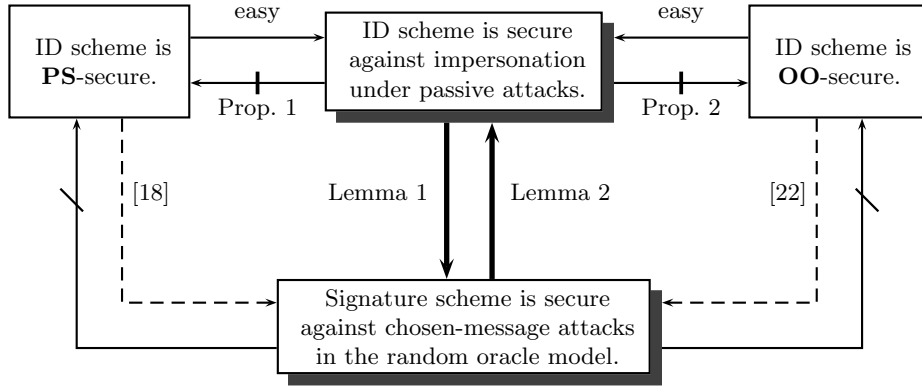 easy
easy
ID scheme is
PS-secure.
ID scheme is secure
against impersonation
under passive attacks.
ID scheme is
OO-secure.
Prop. 1
Prop. 2
[18]
Lemma 1
Lemma 2
[22]
Signature scheme is secure
against chosen-message attacks
in the random oracle model.